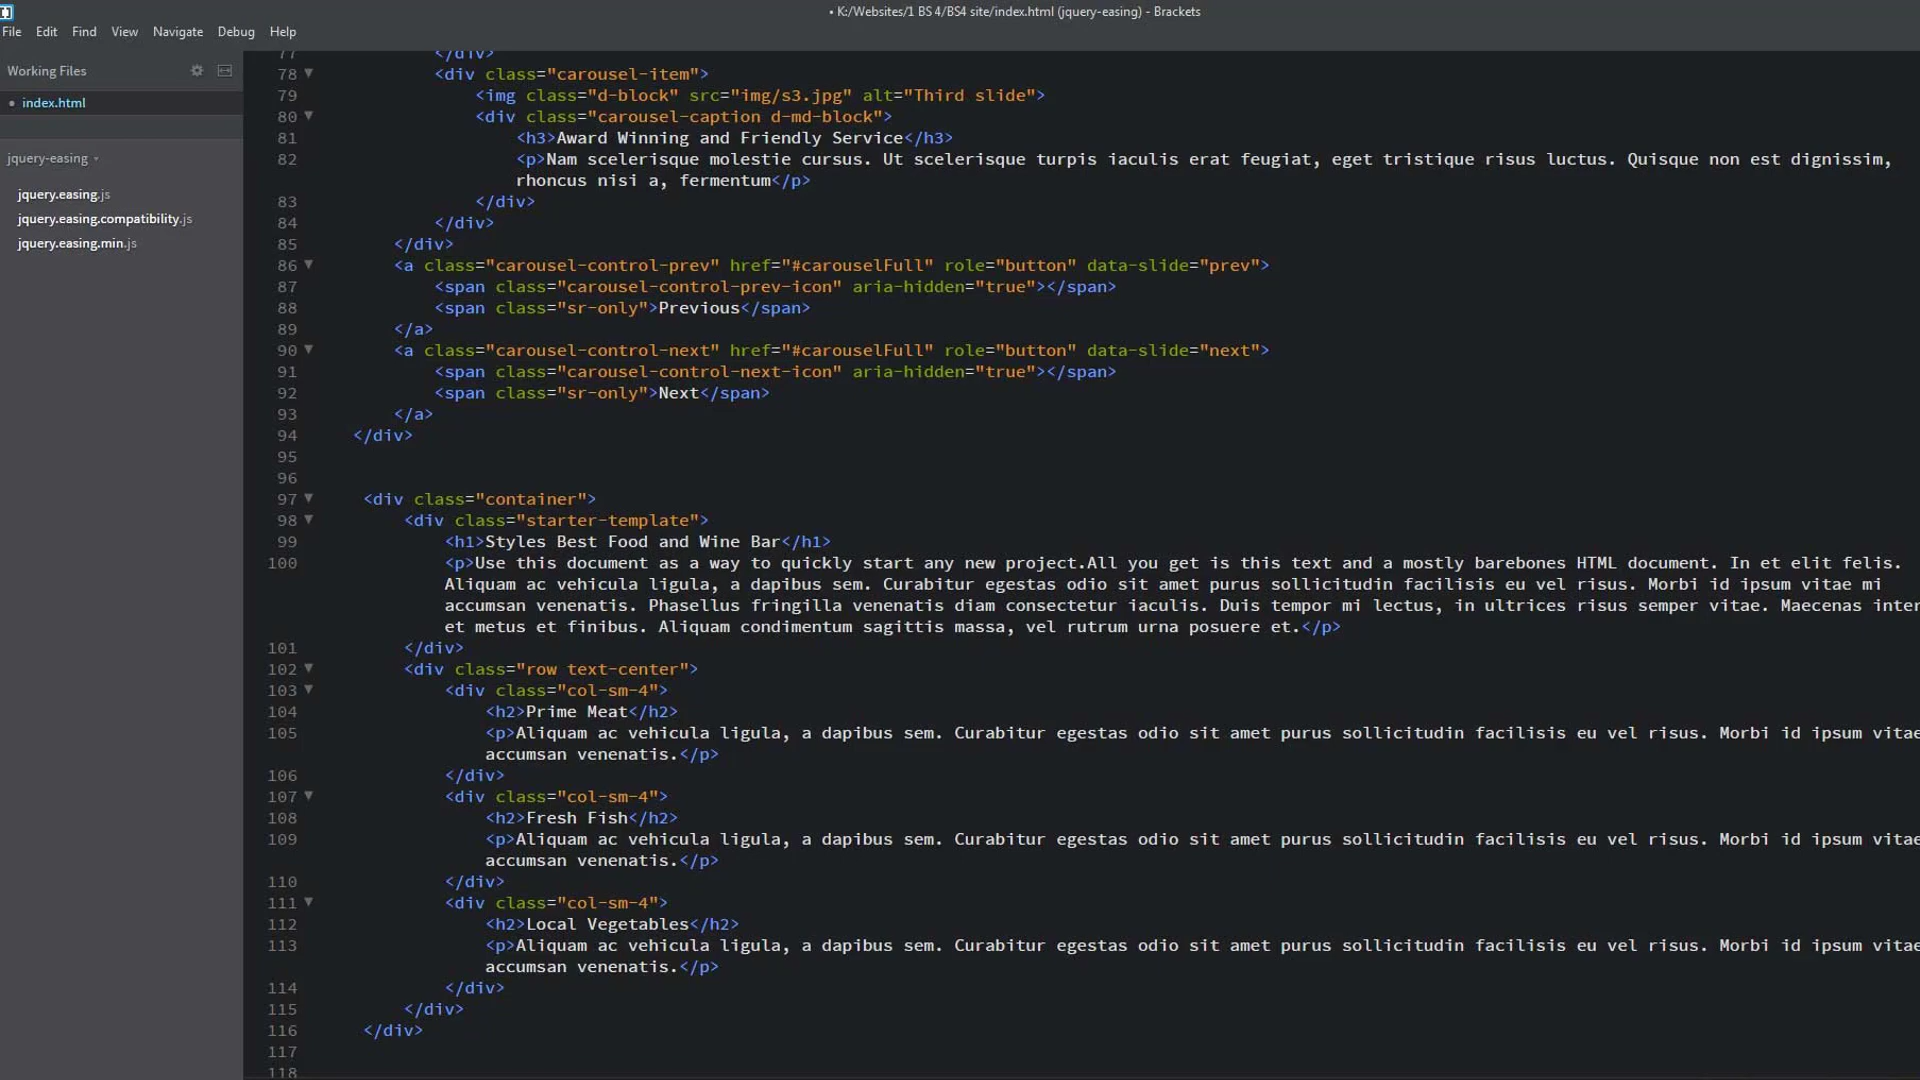 • K:/Websites/1 BS 4/BS4 site/index.html (jquery-easing) - Brackets
File Edit View Find View Navigate Debug Help
Working Files
• index.html
jquery-easing
jquery.easing.js
jquery.easing.compatibility.js
jquery.easing.min.js
77 </div>
78 <div class="carousel-item">
79 <img class="d-block" src="img/s3.jpg" alt="Third slide">
80 <div class="carousel-caption d-md-block">
81 <h3>Award Winning and Friendly Service</h3>
82 <p>Nam scelerisque molestie cursus. Ut scelerisque turpis iaculis erat feugiat, eget tristique risus luctus. Quisque non est dignissim,
rhoncus nisi a, fermentum</p>
83 </div>
84 </div>
85 </div>
86 <a class="carousel-control-prev" href="#carouselFull" role="button" data-slide="prev">
87 <span class="carousel-control-prev-icon" aria-hidden="true"></span>
88 <span class="sr-only">Previous</span>
89 </a>
90 <a class="carousel-control-next" href="#carouselFull" role="button" data-slide="next">
91 <span class="carousel-control-next-icon" aria-hidden="true"></span>
92 <span class="sr-only">Next</span>
93 </a>
94 </div>
95
96
97 <div class="container">
98 <div class="starter-template">
99 <h1>Styles Best Food and Wine Bar</h1>
100 <p>Use this document as a way to quickly start any new project.All you get is this text and a mostly barebones HTML document. In et elit felis.
Aliquam ac vehicula ligula, a dapibus sem. Curabitur egestas odio sit amet purus sollicitudin facilisis eu vel risus. Morbi id ipsum vitae mi
accumsan venenatis. Phasellus fringilla venenatis diam consectetur iaculis. Duis tempor mi lectus, in ultrices risus semper vitae. Maecenas inter
et metus et finibus. Aliquam condimentum sagittis massa, vel rutrum urna posuere et.</p>
101 </div>
102 <div class="row text-center">
103 <div class="col-sm-4">
104 <h2>Prime Meat</h2>
105 <p>Aliquam ac vehicula ligula, a dapibus sem. Curabitur egestas odio sit amet purus sollicitudin facilisis eu vel risus. Morbi id ipsum vitae
accumsan venenatis.</p>
106 </div>
107 <div class="col-sm-4">
108 <h2>Fresh Fish</h2>
109 <p>Aliquam ac vehicula ligula, a dapibus sem. Curabitur egestas odio sit amet purus sollicitudin facilisis eu vel risus. Morbi id ipsum vitae
accumsan venenatis.</p>
110 </div>
111 <div class="col-sm-4">
112 <h2>Local Vegetables</h2>
113 <p>Aliquam ac vehicula ligula, a dapibus sem. Curabitur egestas odio sit amet purus sollicitudin facilisis eu vel risus. Morbi id ipsum vitae
accumsan venenatis.</p>
114 </div>
115 </div>
116 </div>
117
118